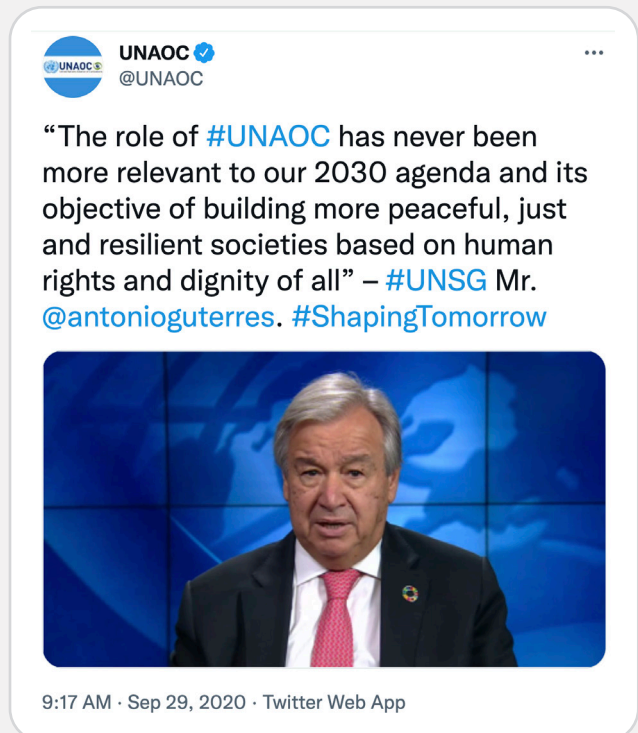 UNAOC
UNAOC
@UNAOC
“The role of #UNAOC has never been
more relevant to our 2030 agenda and its
objective of building more peaceful, just
and resilient societies based on human
rights and dignity of all” – #UNSG Mr.
@antonioguterres. #ShapingTomorrow
9:17 AM · Sep 29, 2020 · Twitter Web App